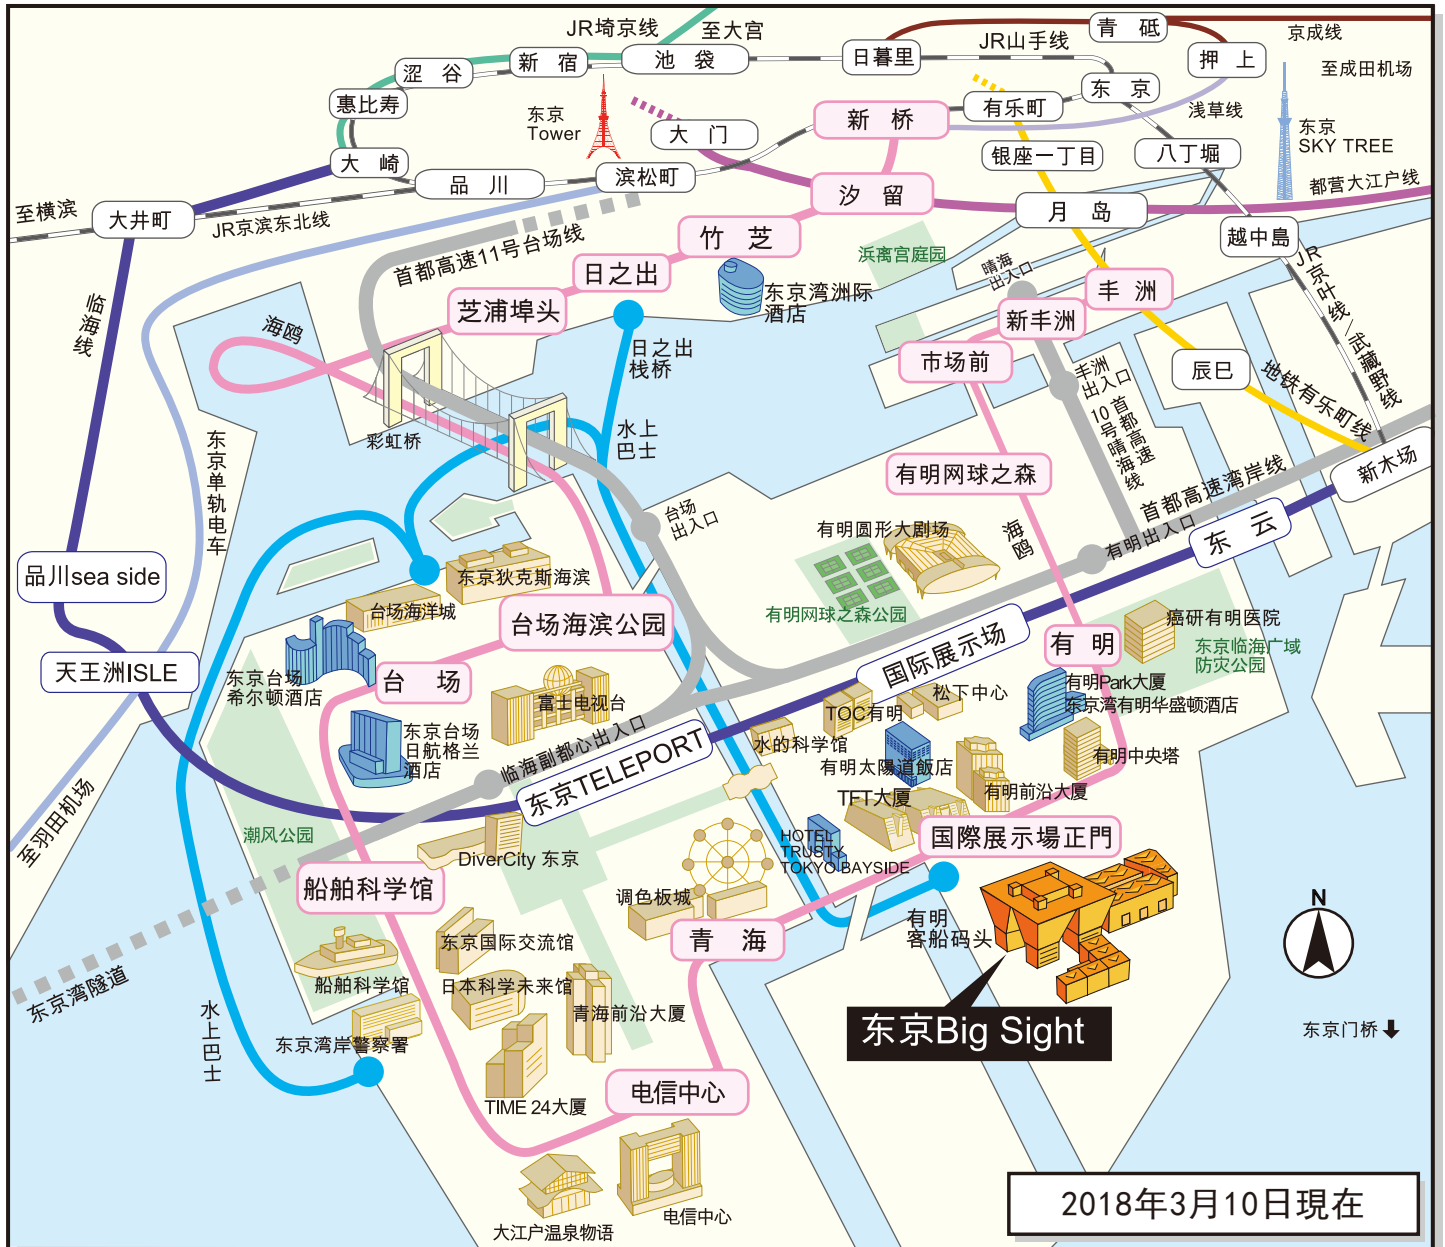 JR埼京线
至大宫
青 砥
京成线
JR山手线
新 宿
池 袋
日暮里
押 上
涩 谷
至成田机场
惠比寿
东京
Tower
东 京
有乐町
浅草线
大 门
新 桥
东京
SKY TREE
大 崎
银座一丁目
八丁堀
品 川
滨松町
都营大江户线
至横滨
大井町
JR京滨东北线
汐 留
月 岛
首都高速11号台场线
竹 芝
越中島
浜离宫庭园
晴海
出入口
JR京叶线/武藏野线
日之出
东京湾洲际
酒店
丰 洲
临海线
海鸥
芝浦埠头
新丰洲
日之出
栈桥
市场前
丰洲
出入口
辰巳
地铁有乐町线
10号晴海线
首都高速
彩虹桥
水上
巴士
东京单轨电车
有明网球之森
首都高速湾岸线
新木场
台场
出入口
有明圆形大剧场
海鸥
有明出入口
东 云
品川sea side
东京狄克斯海滨
台场海洋城
台场海滨公园
有明网球之森公园
国际展示场
有 明
癌研有明医院
东京临海广域
防灾公园
天王洲ISLE
东京台场
希尔顿酒店
台 场
富士电视台
TOC有明
松下中心
有明Park大厦
东京湾有明华盛顿酒店
东京台场
日航格兰
酒店
临海副都心出入口
东京TELEPORT
水的科学馆
有明太陽道飯店
有明中央塔
有明前沿大厦
TFT大厦
至羽田机场
潮风公园
DiverCity 东京
HOTEL
TRUSTY
TOKYO BAYSIDE
国際展示場正門
船舶科学馆
调色板城
有明
客船码头
青 海
N
东京国际交流馆
船舶科学馆
日本科学未来馆
青海前沿大厦
东京湾隧道
水上巴士
东京湾岸警察署
东京Big Sight
东京门桥
TIME 24大厦
电信中心
电信中心
大江户温泉物语
2018年3月10日現在